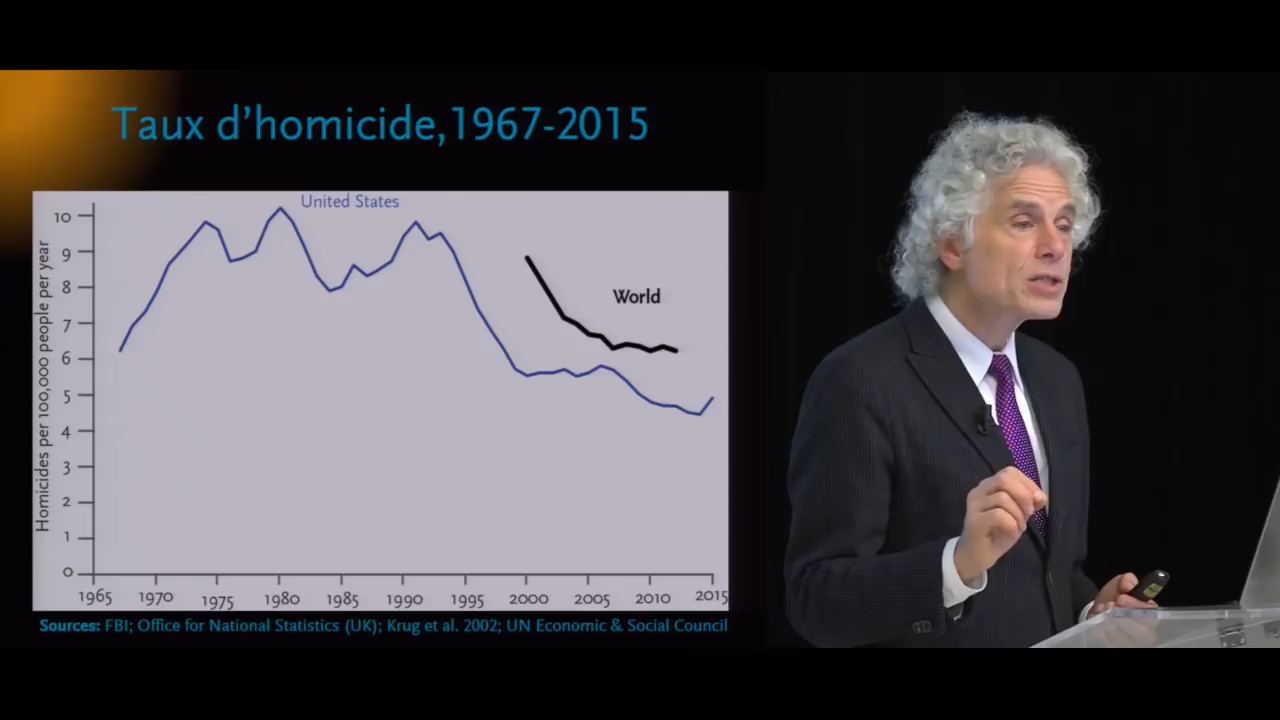 Taux d'homicide, 1967-2015
United States
World
Homicides per 100,000 people per year
10
9
8
7
6
5
4
3
2
1
0
1965 1970 1975 1980 1985 1990 1995 2000 2005 2010 2015
Sources: FBI; Office for National Statistics (UK); Krug et al. 2002; UN Economic & Social Council